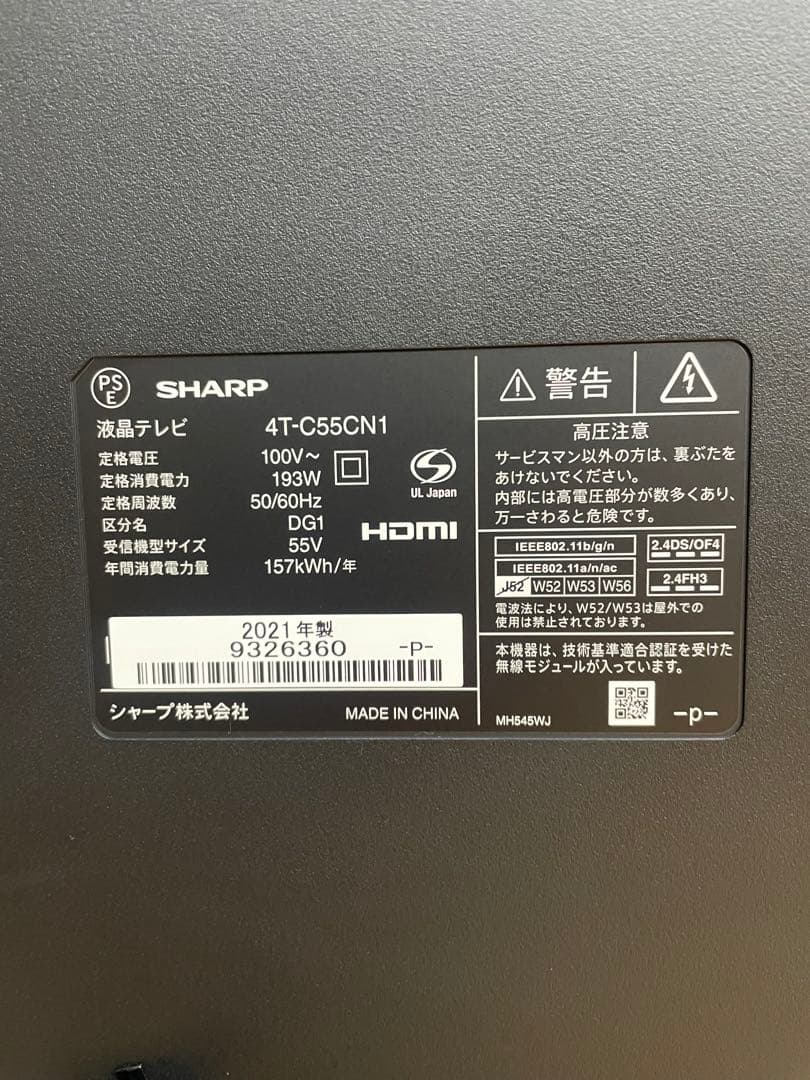 PS
E
SHARP
液晶テレビ 4T-C55CN1
定格電圧 100V~
定格消費電力 193W
定格周波数 50/60Hz
区分名 DG1
受信機型サイズ 55V
年間消費電力量 157kWh/年
UL Japan
HDMI
2021年製
9326360 -P-
シャープ株式会社 MADE IN CHINA
警告
高圧注意
サービスマン以外の方は、裏ぶたを
あけないでください。
内部には高電圧部分が数多くあり、
万一さわると危険です。
IEEE802.11b/g/n
IEEE802.11a/n/ac
J52 W52 W53 W56
2.4DS/OF4
2.4FH3
電波法により、W52/W53は屋外での
使用は禁止されております。
本機器は、技術基準適合認証を受けた
無線モジュールが入っています。
MH545WJ -p-